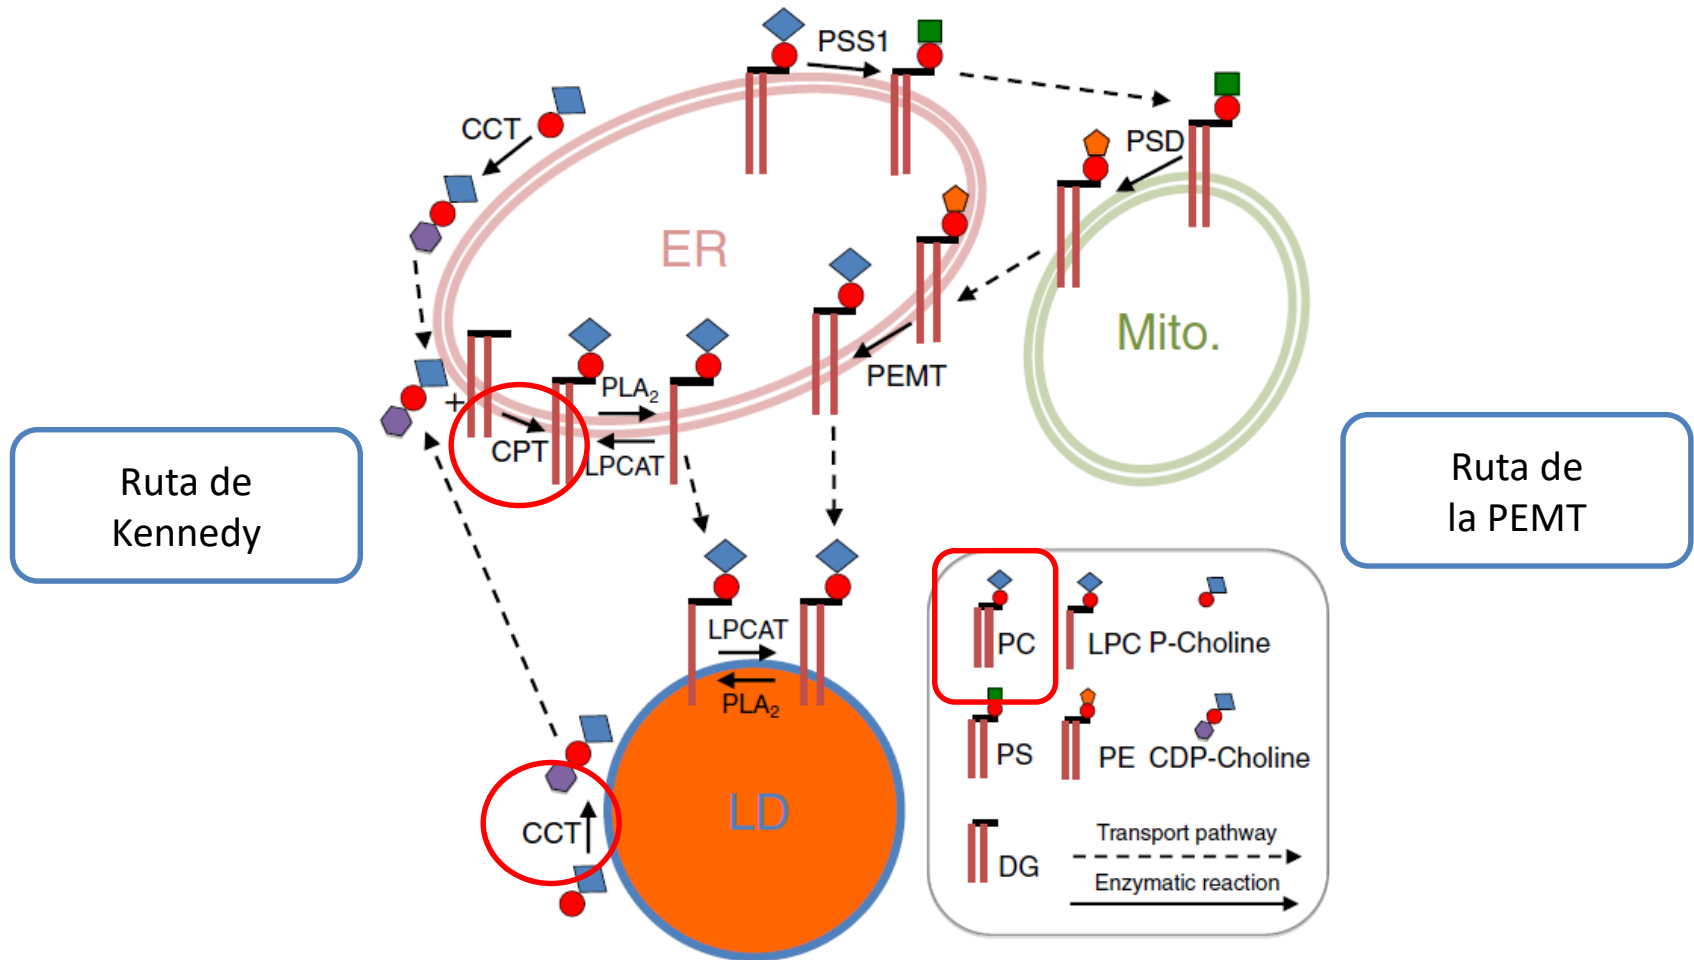 PSS1
CCT
PSD
ER
PEMT
Mito.
PLA₂
+
CPT
LPCAT
Ruta de
Kennedy
Ruta de
la PEMT
LPCAT
PLA₂
LD
CCT
PC
LPC
P-Choline
PS
PE
CDP-Choline
DG
Transport pathway
Enzymatic reaction